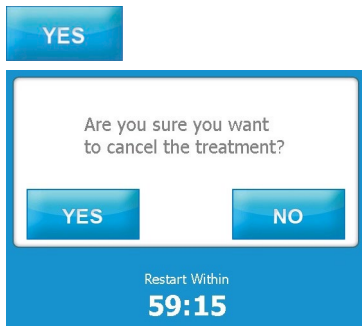 YES
Are you sure you want
to cancel the treatment?
YES NO
Restart Within
59:15